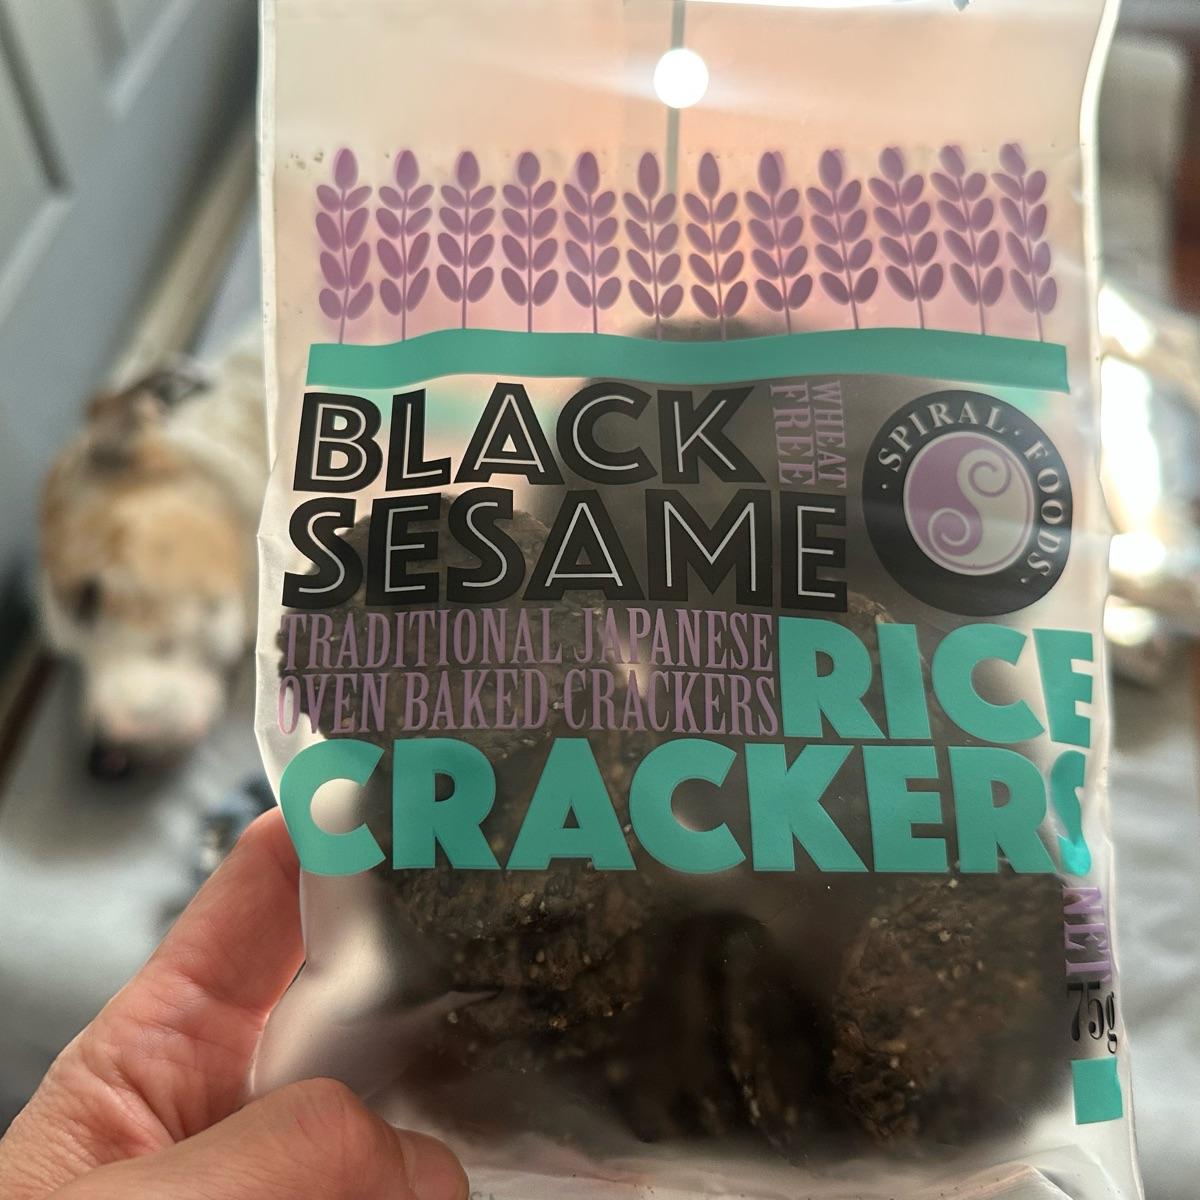 BLACK
WHEAT
FREE
SESAME
· SPIRAL · FOODS ·
TRADITIONAL JAPANESE
OVEN BAKED CRACKERS
RICE
CRACKERS
NET
75g